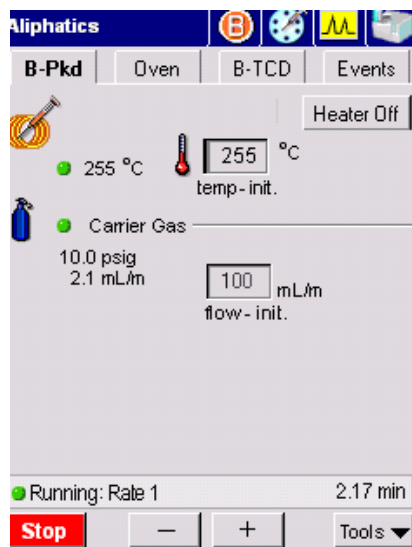 Aliphatics B
B-Pkd Oven B-TCD Events
Heater Off
255 °C 255 °C
temp-init.
Carrier Gas
10.0 psig
2.1 mL/m 100 mL/m
flow-init.
Running: Rate 1 2.17 min
Stop — + Tools